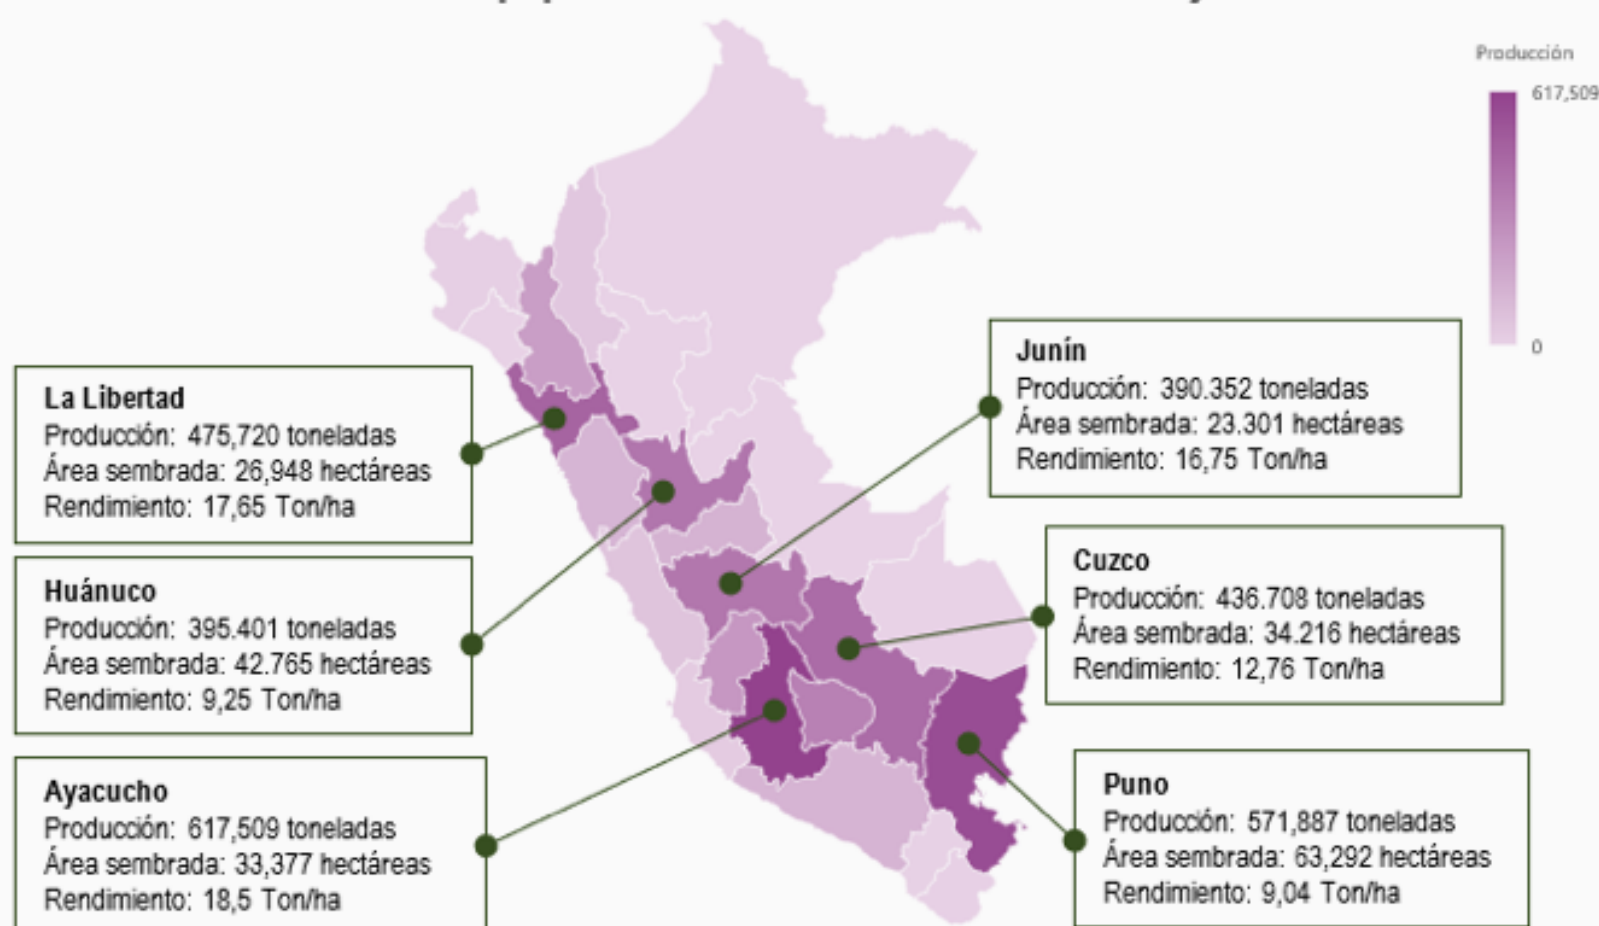 Producción
617,509
0
La Libertad
Producción: 475,720 toneladas
Área sembrada: 26,948 hectáreas
Rendimiento: 17,65 Ton/ha
Huánuco
Producción: 395.401 toneladas
Área sembrada: 42.765 hectáreas
Rendimiento: 9,25 Ton/ha
Ayacucho
Producción: 617,509 toneladas
Área sembrada: 33,377 hectáreas
Rendimiento: 18,5 Ton/ha
Junín
Producción: 390.352 toneladas
Área sembrada: 23.301 hectáreas
Rendimiento: 16,75 Ton/ha
Cuzco
Producción: 436.708 toneladas
Área sembrada: 34.216 hectáreas
Rendimiento: 12,76 Ton/ha
Puno
Producción: 571,887 toneladas
Área sembrada: 63,292 hectáreas
Rendimiento: 9,04 Ton/ha